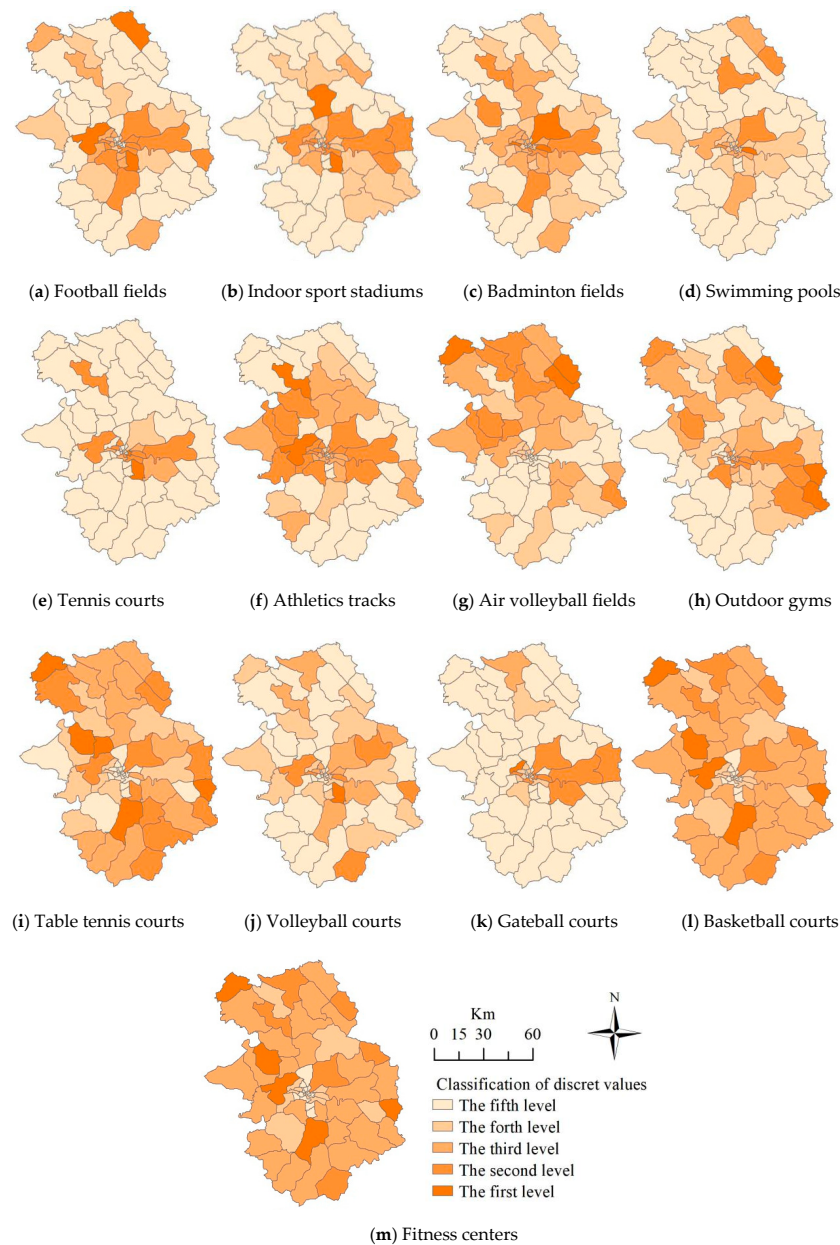 (a) Football fields
(b) Indoor sport stadiums
(c) Badminton fields
(d) Swimming pools
(e) Tennis courts
(f) Athletics tracks
(g) Air volleyball fields
(h) Outdoor gyms
(i) Table tennis courts
(j) Volleyball courts
(k) Gateball courts
(l) Basketball courts
Km
0 15 30 60
N
Classification of discret values
The fifth level
The forth level
The third level
The second level
The first level
(m) Fitness centers